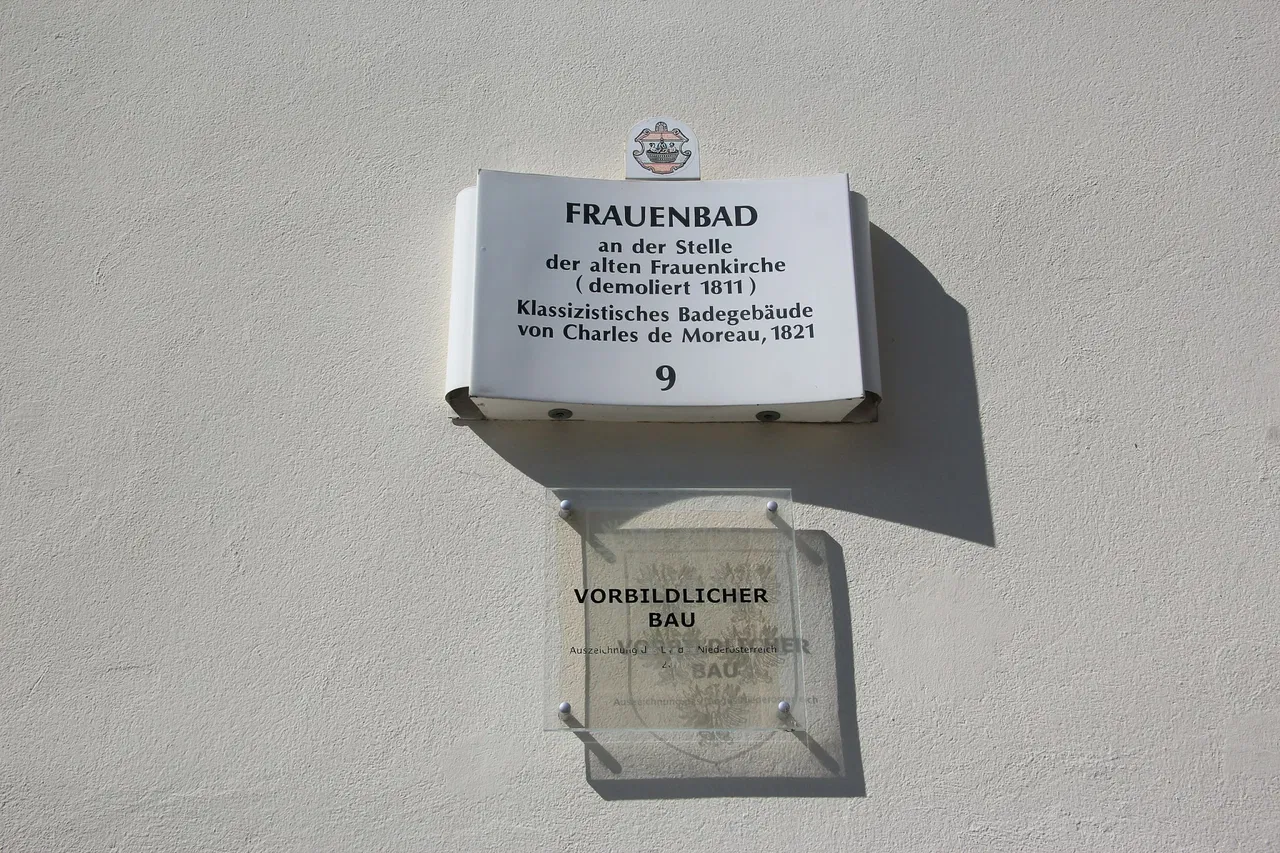 FRAUENBAD
an der Stelle
der alten Frauenkirche
( demoliert 1811 )
Klassizistisches Badegebäude
von Charles de Moreau, 1821
9
VORBILDLICHER
BAU
Auszeichnung Niederösterreich